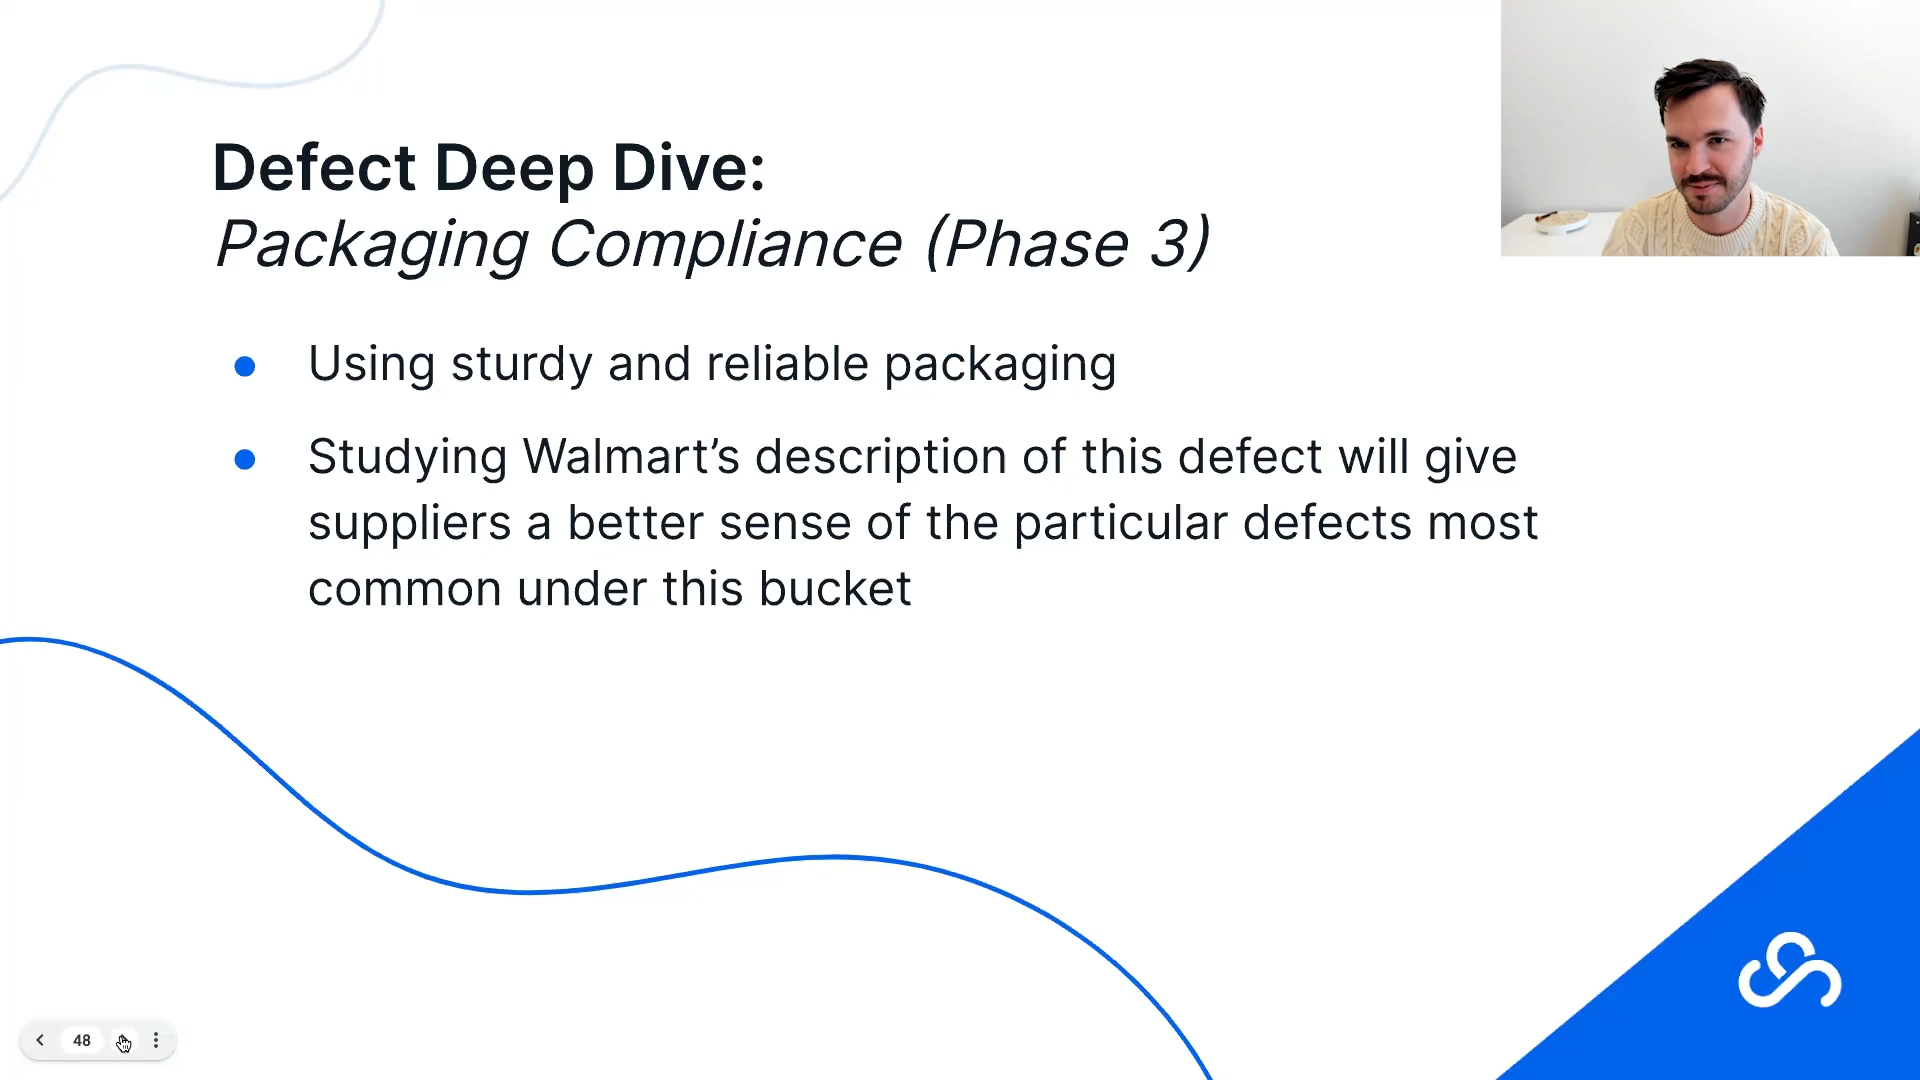 Defect Deep Dive:
Packaging Compliance (Phase 3)
Using sturdy and reliable packaging
Studying Walmart’s description of this defect will give
suppliers a better sense of the particular defects most
common under this bucket
48